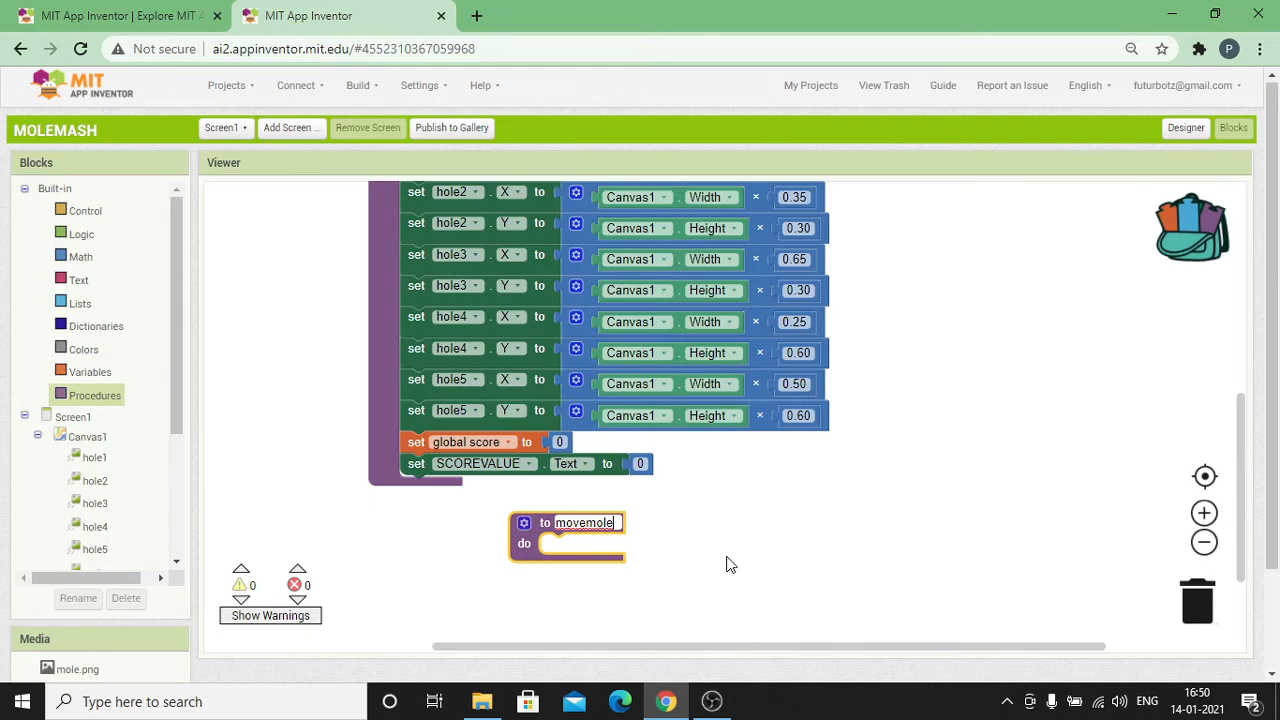 MIT App Inventor | Explore MIT A
MIT App Inventor
Not secure
ai2.appinventor.mit.edu/#4552310367059968
P
MIT
APP INVENTOR
Projects
Connect
Build
Settings
Help
My Projects
View Trash
Guide
Report an Issue
English
futurbotz@gmail.com
MOLEMASH
Screen1
Add Screen ...
Remove Screen
Publish to Gallery
Designer
Blocks
Blocks
Viewer
Built-in
Control
Logic
Math
Text
Lists
Dictionaries
Colors
Variables
Procedures
Screen1
Canvas1
hole1
hole2
hole3
hole4
hole5
Rename
Delete
Media
mole.png
set hole2 . X to Canvas1 . Width × 0.35
set hole2 . Y to Canvas1 . Height × 0.30
set hole3 . X to Canvas1 . Width × 0.65
set hole3 . Y to Canvas1 . Height × 0.30
set hole4 . X to Canvas1 . Width × 0.25
set hole4 . Y to Canvas1 . Height × 0.60
set hole5 . X to Canvas1 . Width × 0.50
set hole5 . Y to Canvas1 . Height × 0.60
set global score to 0
set SCOREVALUE . Text to 0
to movemole
do
0
0
Show Warnings
Type here to search
ENG
16:50
14-01-2021
2